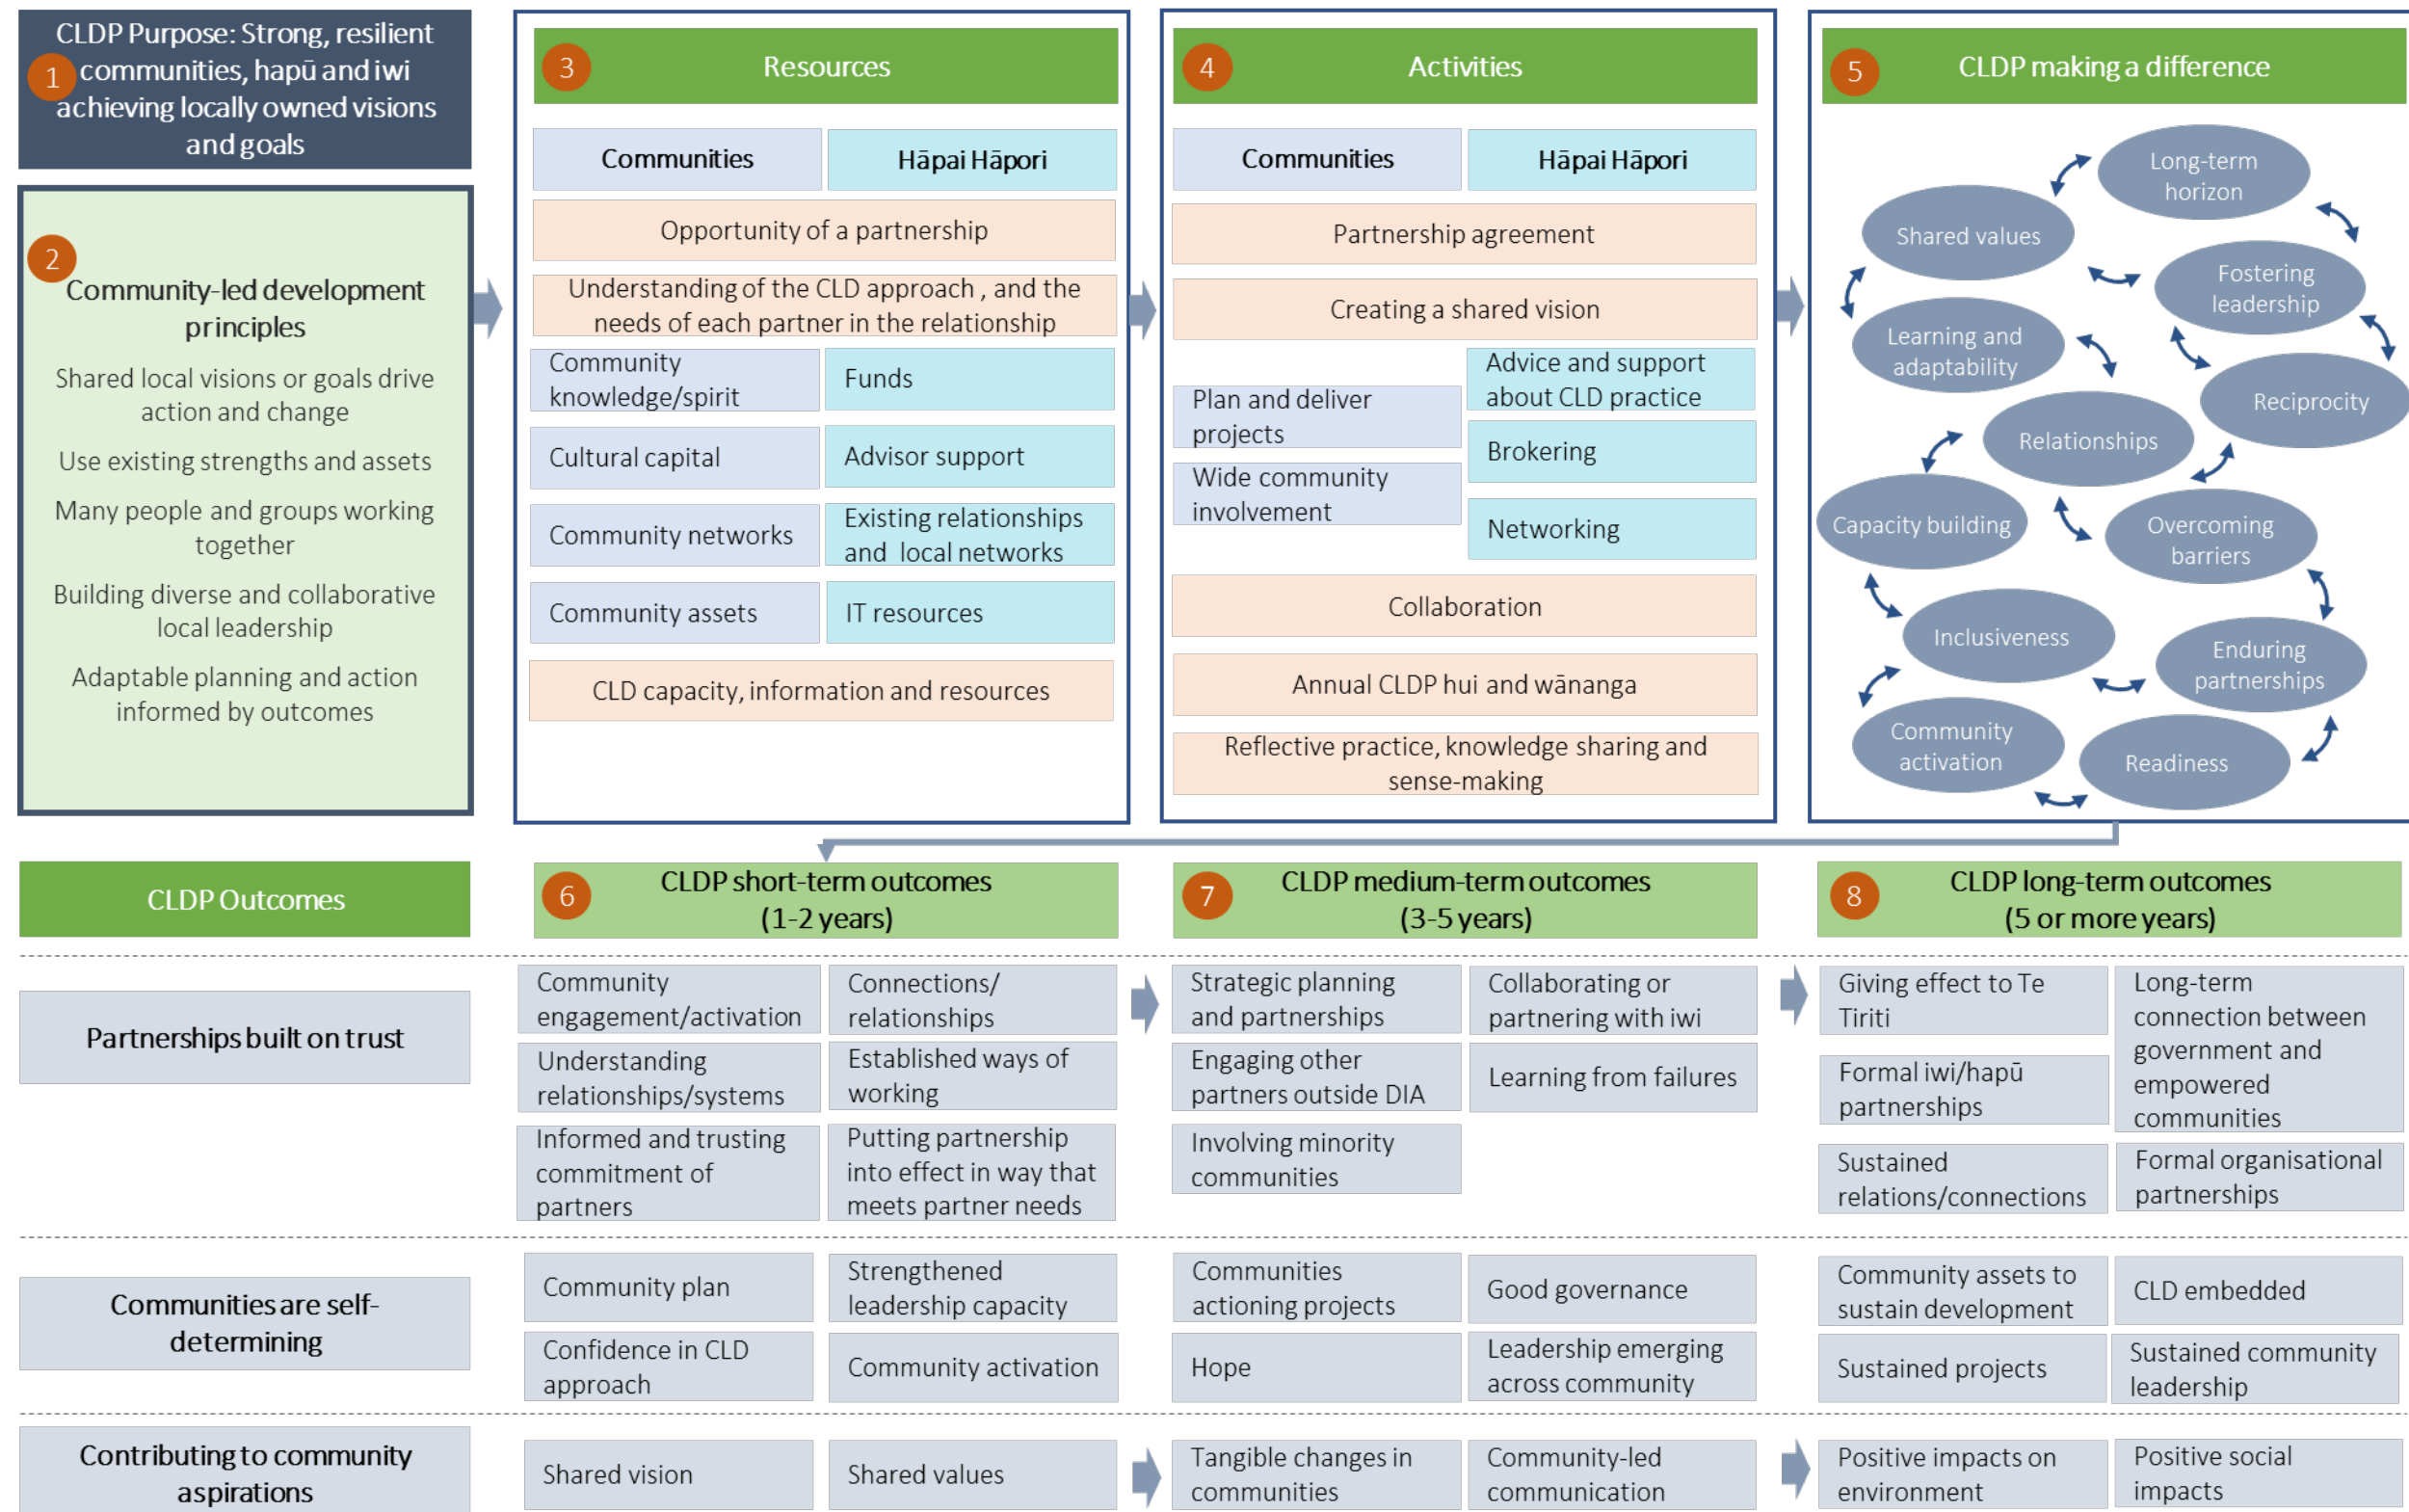 CLDP Purpose: Strong, resilient
1
communities, hapū and iwi
achieving locally owned visions
and goals
2
Community-led development
principles
Shared local visions or goals drive
action and change
Use existing strengths and assets
Many people and groups working
together
Building diverse and collaborative
local leadership
Adaptable planning and action
informed by outcomes
3
Resources
Communities
Hāpai Hāpori
Opportunity of a partnership
Understanding of the CLD approach , and the
needs of each partner in the relationship
Community
knowledge/spirit
Funds
Cultural capital
Advisor support
Community networks
Existing relationships
and local networks
Community assets
IT resources
CLD capacity, information and resources
4
Activities
Communities
Hāpai Hāpori
Partnership agreement
Creating a shared vision
Plan and deliver
projects
Wide community
involvement
Advice and support
about CLD practice
Brokering
Networking
Collaboration
Annual CLDP hui and wānanga
Reflective practice, knowledge sharing and
sense-making
5
CLDP making a difference
Long-term
horizon
Shared values
Fostering
leadership
Learning and
adaptability
Reciprocity
Relationships
Capacity building
Overcoming
barriers
Inclusiveness
Enduring
partnerships
Community
activation
Readiness
CLDP Outcomes
6
CLDP short-term outcomes
(1-2 years)
7
CLDP medium-term outcomes
(3-5 years)
8
CLDP long-term outcomes
(5 or more years)
Partnerships built on trust
Community
engagement/activation
Connections/
relationships
Understanding
relationships/systems
Established ways of
working
Informed and trusting
commitment of
partners
Putting partnership
into effect in way that
meets partner needs
Strategic planning
and partnerships
Collaborating or
partnering with iwi
Engaging other
partners outside DIA
Learning from failures
Involving minority
communities
Giving effect to Te
Tiriti
Long-term
connection between
government and
empowered
communities
Formal iwi/hapū
partnerships
Sustained
relations/connections
Formal organisational
partnerships
Communities are self-
determining
Community plan
Strengthened
leadership capacity
Confidence in CLD
approach
Community activation
Communities
actioning projects
Good governance
Hope
Leadership emerging
across community
Community assets to
sustain development
CLD embedded
Sustained projects
Sustained community
leadership
Contributing to community
aspirations
Shared vision
Shared values
Tangible changes in
communities
Community-led
communication
Positive impacts on
environment
Positive social
impacts